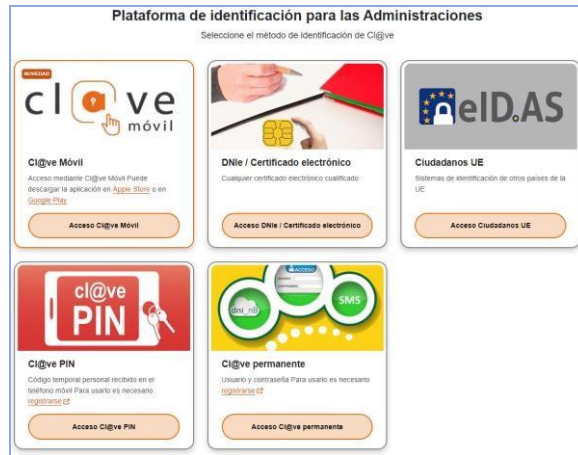 Plataforma de identificación para las Administraciones
Seleccione el método de identificación de Cl@ve
NOVEDAD
cl@ve
móvil
Cl@ve Móvil
Acceso mediante Cl@ve Móvil Puede
descargar la aplicación en Apple Store o en
Google Play
Acceso Cl@ve Móvil
DNIe / Certificado electrónico
Cualquier certificado electrónico cualificado
Acceso DNIe / Certificado electrónico
eID.AS
Ciudadanos UE
Sistemas de identificación de otros países de la
UE
Acceso Ciudadanos UE
cl@ve
PIN
Cl@ve PIN
Código temporal personal recibido en el
teléfono móvil Para usarlo es necesario
registrarse
Acceso Cl@ve PIN
ACCESO
dni_nB
SMS
Cl@ve permanente
Usuario y contraseña Para usarlo es necesario
registrarse
Acceso Cl@ve permanente